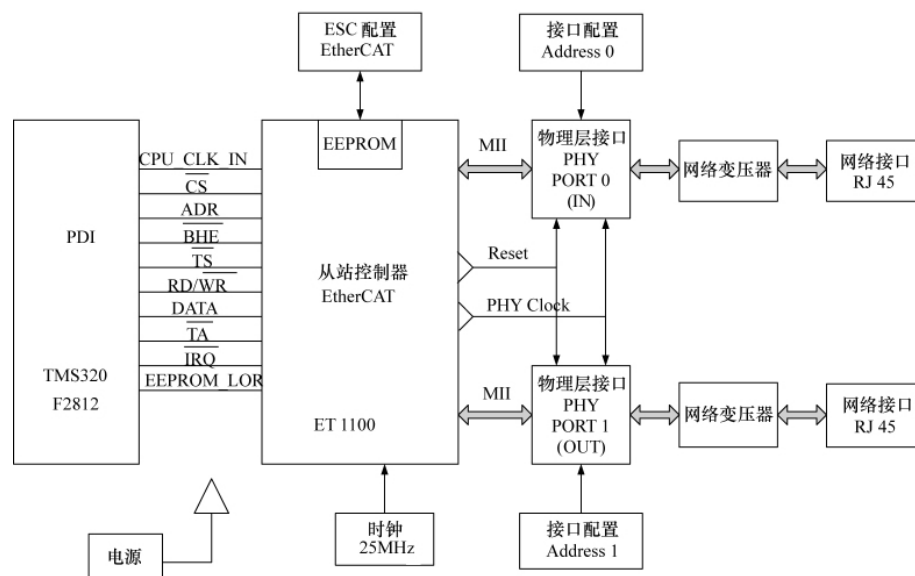 ESC 配置
EtherCAT
接口配置
Address 0
CPU_CLK_IN
CS
ADR
BHE
TS
RD/WR
DATA
TA
IRQ
EEPROM_LOR
PDI
TMS320
F2812
EEPROM
从站控制器
EtherCAT
ET 1100
MII
Reset
PHY Clock
MII
物理层接口
PHY
PORT 0
(IN)
网络变压器
网络接口
RJ 45
物理层接口
PHY
PORT 1
(OUT)
网络变压器
网络接口
RJ 45
电源
时钟
25MHz
接口配置
Address 1